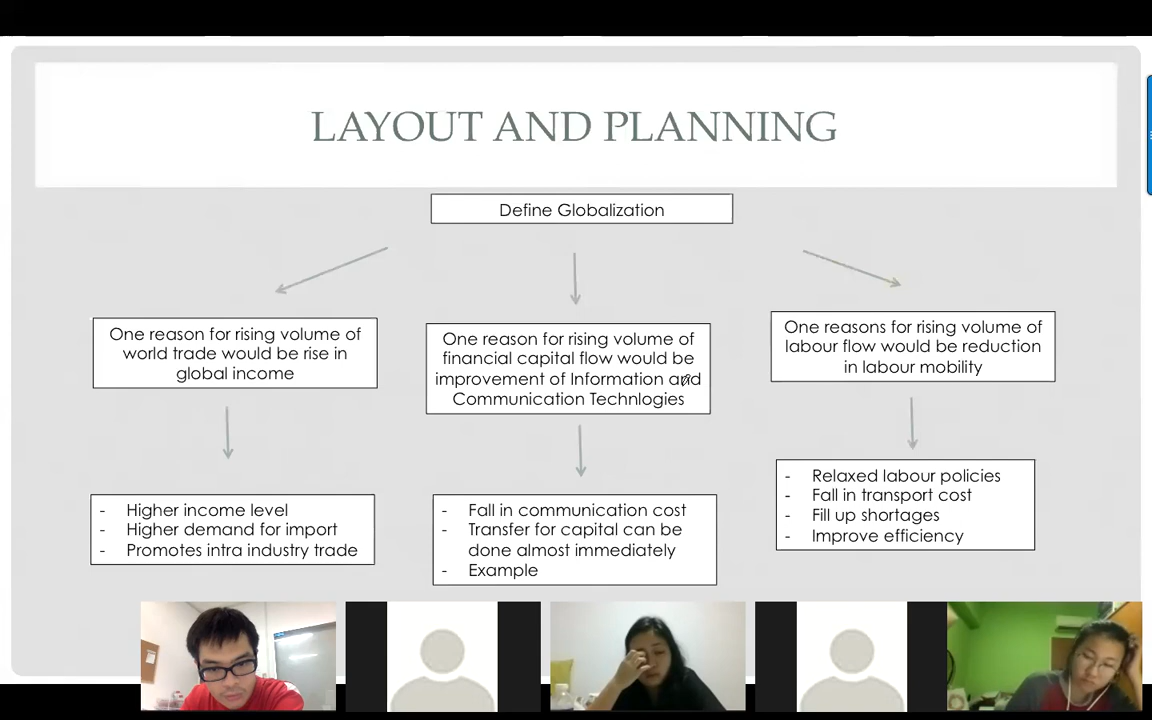 LAYOUT AND PLANNING
Define Globalization
One reason for rising volume of
world trade would be rise in
global income
One reason for rising volume of
financial capital flow would be
improvement of Information and
Communication Technlogies
One reasons for rising volume of
labour flow would be reduction
in labour mobility
- Higher income level
- Higher demand for import
- Promotes intra industry trade
- Fall in communication cost
- Transfer for capital can be
done almost immediately
- Example
- Relaxed labour policies
- Fall in transport cost
- Fill up shortages
- Improve efficiency